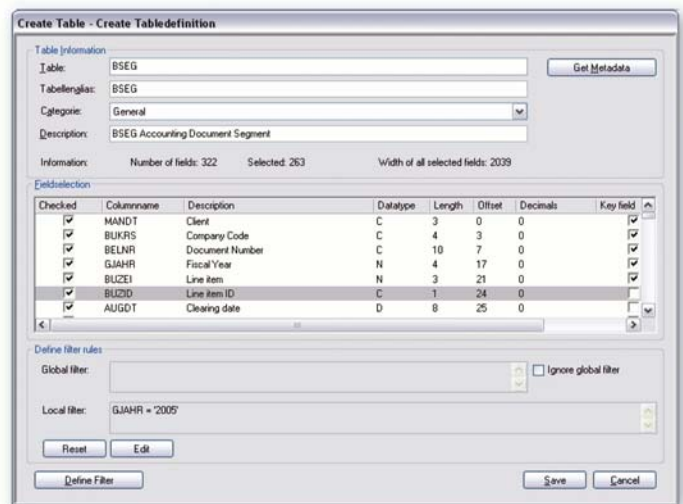 Create Table - Create Tabledefinition
Table Information
Table: BSEG Get Metadata
Tabellenalias: BSEG
Categorie: General
Description: BSEG Accounting Document Segment
Information: Number of fields: 322 Selected: 263 Width of all selected fields: 2039
Fieldselection
Checked Columnname Description Datatype Length Offset Decimals Key field
MANDT Client C 3 0 0
BUKRS Company Code C 4 3 0
BELNR Document Number C 10 7 0
GJAHR Fiscal Year N 4 17 0
BUZEI Line item N 3 21 0
BUZID Line item ID C 1 24 0
AUGDT Clearing date D 8 25 0
Define filter rules
Global filter: Ignore global filter
Local filter: GJAHR = '2005'
Reset Edit
Define Filter Save Cancel